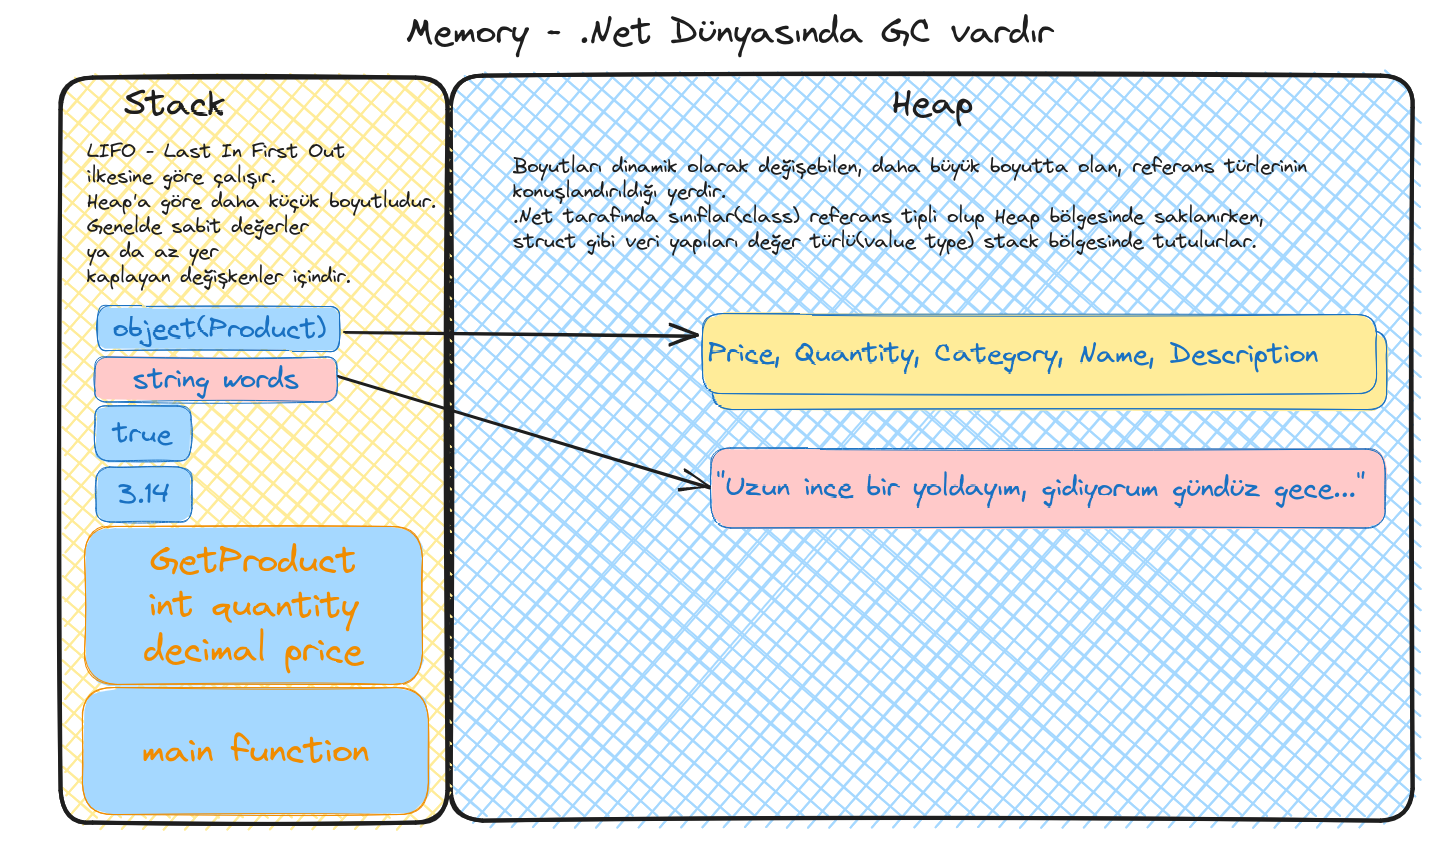 Memory - .Net Dünyasında GC vardır
Stack
LIFO - Last In First Out
ilkesine göre çalışır.
Heap'a göre daha küçük boyutludur.
Genelde sabit değerler
ya da az yer
kaplayan değişkenler içindir.
object(Product)
string words
true
3.14
GetProduct
int quantity
decimal price
main function
Heap
Boyutları dinamik olarak değişebilen, daha büyük boyutta olan, referans türlerinin
konuşlandırıldığı yerdir.
.Net tarafında sınıflar(class) referans tipli olup Heap bölgesinde saklanırken,
struct gibi veri yapıları değer türlü(value type) stack bölgesinde tutulurlar.
Price, Quantity, Category, Name, Description
"Uzun ince bir yoldayım, gidiyorum gündüz gece..."